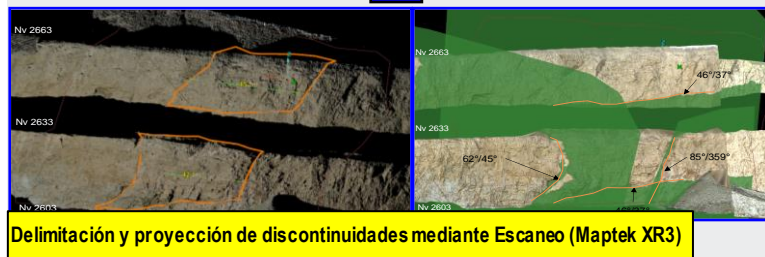 Nv 2663
Nv 2633
Nv 2603
Nv 2663
46°/37°
Nv 2633
62°/45°
85°/359°
Nv 2603
Delimitación y proyección de discontinuidades mediante Escaneo (Maptek XR3)